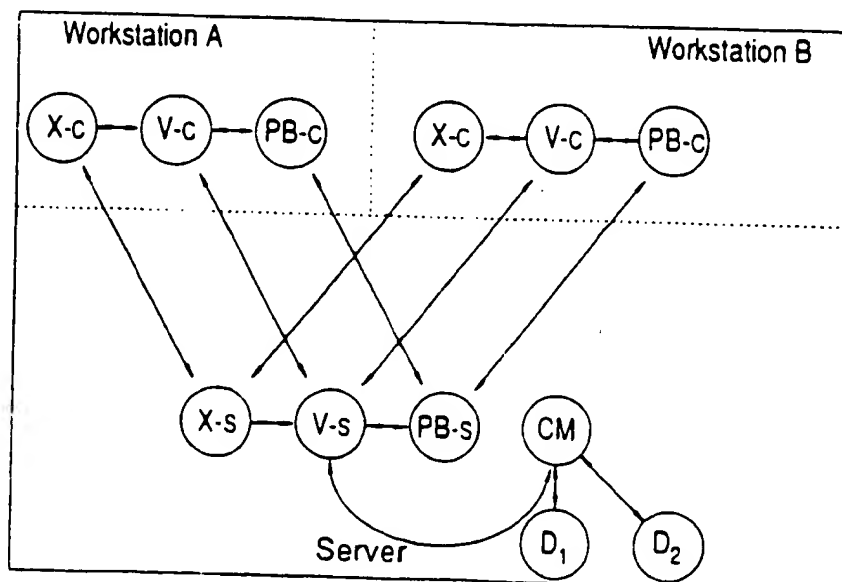 Workstation A
Workstation B
X-c
V-c
PB-c
X-c
V-c
PB-c
X-s
V-s
PB-s
CM
Server
D₁
D₂